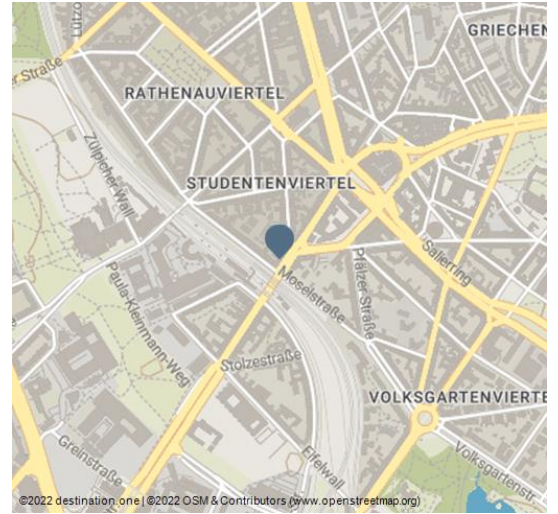 Lützo
GRIECHEN
er Straße
RATHENAUVIERTEL
Zülpicher Wall
STUDENTENVIERTEL
Salierring
Pfälzer Straße
Moselstraße
Paula-Kleinmann-Weg
Stolzestraße
VOLKSGARTENVIERTE
Greinstraße
Eifelwall
Volksgartenstr.
©2022 destination.one | ©2022 OSM & Contributors (www.openstreetmap.org)